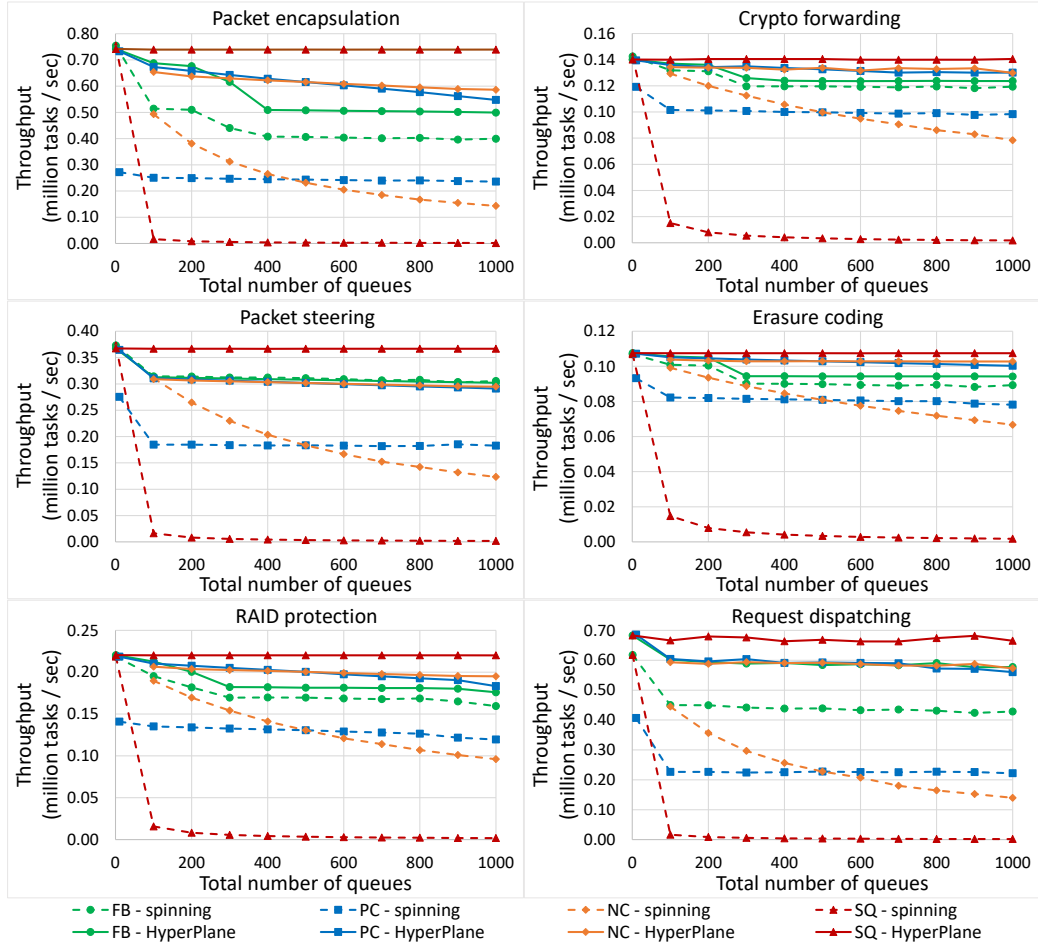 Packet encapsulation
Throughput
(million tasks / sec)
0.80
0.70
0.60
0.50
0.40
0.30
0.20
0.10
0.00
0 200 400 600 800 1000
Total number of queues
Crypto forwarding
Throughput
(million tasks / sec)
0.16
0.14
0.12
0.10
0.08
0.06
0.04
0.02
0.00
0 200 400 600 800 1000
Total number of queues
Packet steering
Throughput
(million tasks / sec)
0.40
0.35
0.30
0.25
0.20
0.15
0.10
0.05
0.00
0 200 400 600 800 1000
Total number of queues
Erasure coding
Throughput
(million tasks / sec)
0.12
0.10
0.08
0.06
0.04
0.02
0.00
0 200 400 600 800 1000
Total number of queues
RAID protection
Throughput
(million tasks / sec)
0.25
0.20
0.15
0.10
0.05
0.00
0 200 400 600 800 1000
Total number of queues
Request dispatching
Throughput
(million tasks / sec)
0.70
0.60
0.50
0.40
0.30
0.20
0.10
0.00
0 200 400 600 800 1000
Total number of queues
FB - spinning PC - spinning NC - spinning SQ - spinning
FB - HyperPlane PC - HyperPlane NC - HyperPlane SQ - HyperPlane